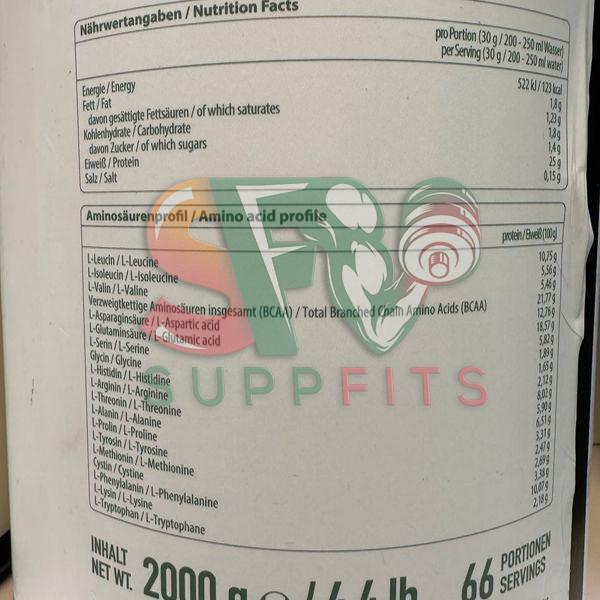 Nährwertangaben / Nutrition Facts
pro Portion (30 g / 200 - 250 ml Wasser)
per Serving (30 g / 200 - 250 ml water)
Energie / Energy 522 kJ / 123 kcal
Fett / Fat 1,8 g
davon gesättigte Fettsäuren / of which saturates 1,23 g
Kohlenhydrate / Carbohydrate 1,8 g
davon Zucker / of which sugars 1,4 g
Eiweiß / Protein 25 g
Salz / Salt 0,15 g
Aminosäurenprofil / Amino acid profile
protein / Eiweiß (100 g)
L-Leucin / L-Leucine 10,75 g
L-Isoleucin / L-Isoleucine 5,56 g
L-Valin / L-Valine 5,46 g
Verzweigtkettige Aminosäuren insgesamt (BCAA) / Total Branched Chain Amino Acids (BCAA) 21,77 g
L-Asparaginsäure / L-Aspartic acid 12,76 g
L-Glutaminsäure / L-Glutamic acid 18,57 g
L-Serin / L-Serine 5,82 g
Glycin / Glycine 1,89 g
L-Histidin / L-Histidine 1,65 g
L-Arginin / L-Arginine 2,12 g
L-Threonin / L-Threonine 8,02 g
L-Alanin / L-Alanine 5,90 g
L-Prolin / L-Proline 6,51 g
L-Tyrosin / L-Tyrosine 3,31 g
L-Methionin / L-Methionine 2,47 g
Cystin / Cystine 2,69 g
L-Phenylalanin / L-Phenylalanine 3,38 g
L-Lysin / L-Lysine 10,07 g
L-Tryptophan / L-Tryptophane 2,18 g
SF
SUPPFITS
INHALT
NET WT. 2000 g e / 4,4 lb
66 PORTIONEN
SERVINGS